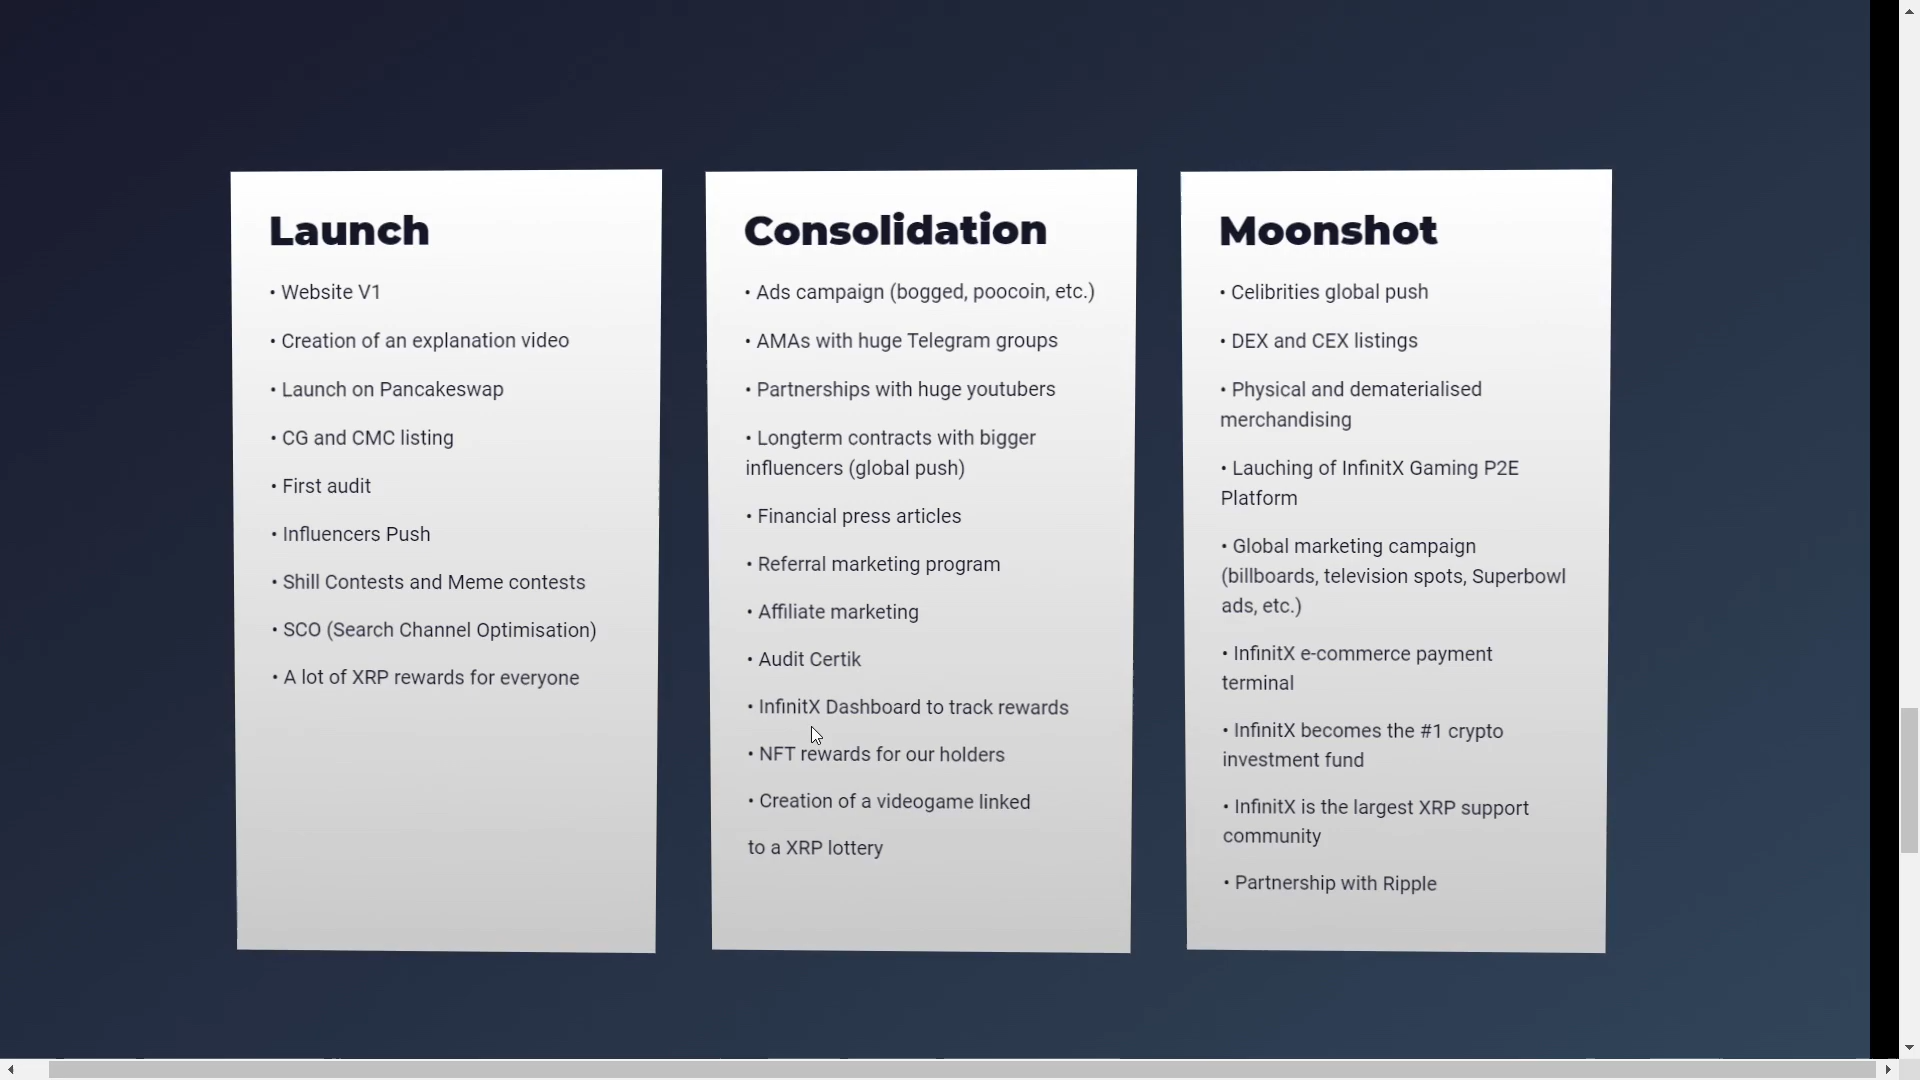 Launch
• Website V1
• Creation of an explanation video
• Launch on Pancakeswap
• CG and CMC listing
• First audit
• Influencers Push
• Shill Contests and Meme contests
• SCO (Search Channel Optimisation)
• A lot of XRP rewards for everyone
Consolidation
• Ads campaign (bogged, poocoin, etc.)
• AMAs with huge Telegram groups
• Partnerships with huge youtubers
• Longterm contracts with bigger
influencers (global push)
• Financial press articles
• Referral marketing program
• Affiliate marketing
• Audit Certik
• InfinitX Dashboard to track rewards
• NFT rewards for our holders
• Creation of a videogame linked
to a XRP lottery
Moonshot
• Celibrities global push
• DEX and CEX listings
• Physical and dematerialised
merchandising
• Lauching of InfinitX Gaming P2E
Platform
• Global marketing campaign
(billboards, television spots, Superbowl
ads, etc.)
• InfinitX e-commerce payment
terminal
• InfinitX becomes the #1 crypto
investment fund
• InfinitX is the largest XRP support
community
• Partnership with Ripple